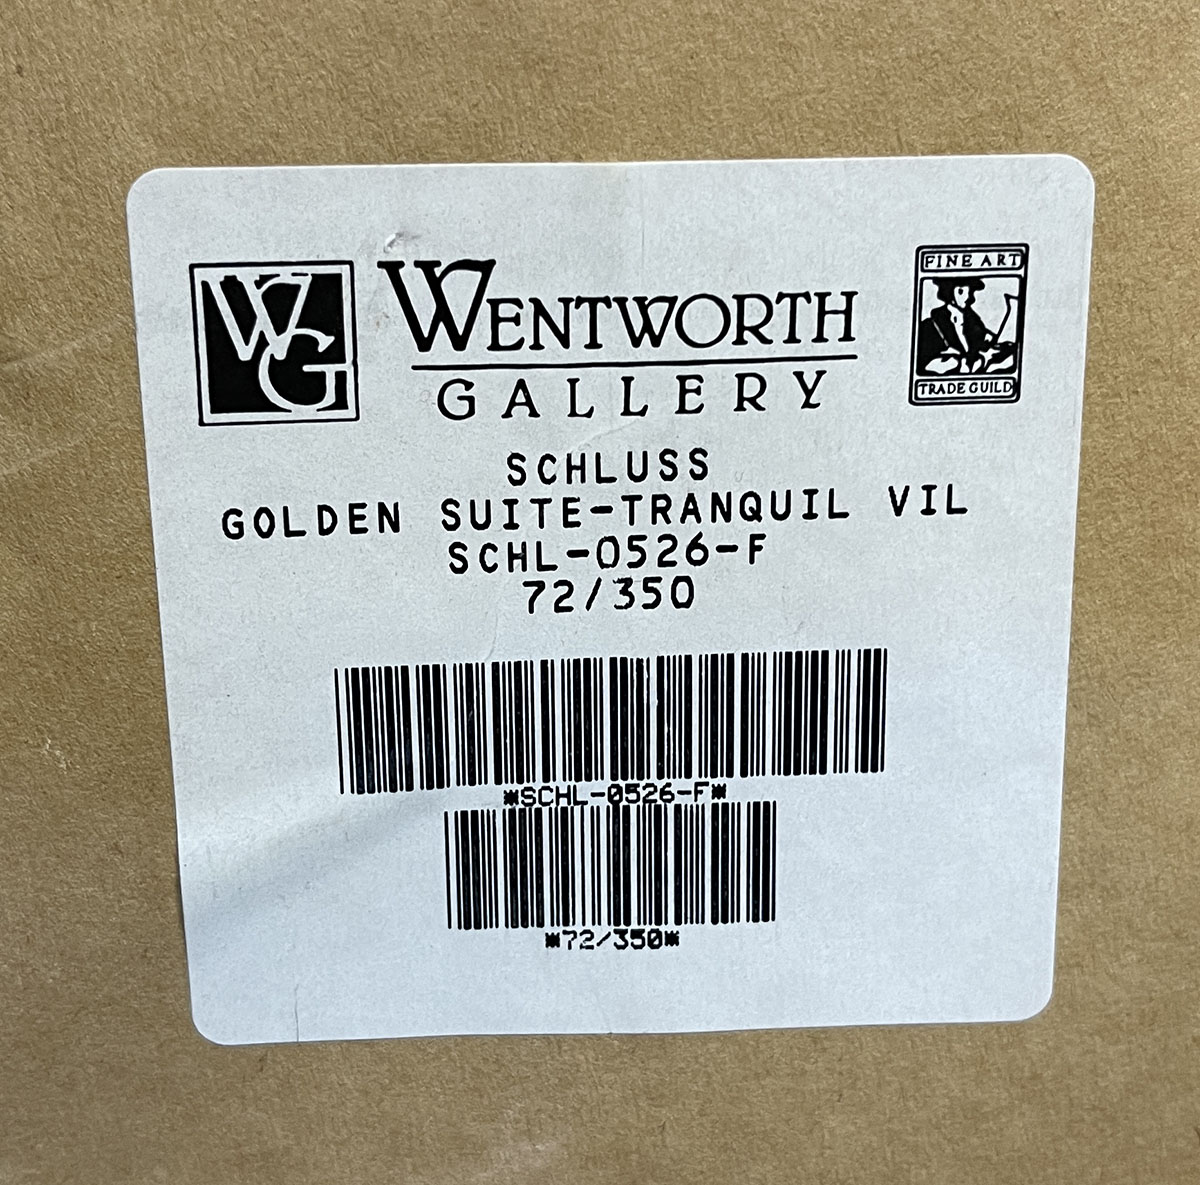 WG
WENTWORTH
GALLERY
FINE ART
TRADE GUILD
SCHLUSS
GOLDEN SUITE-TRANQUIL VIL
SCHL-0526-F
72/350
*SCHL-0526-F*
*72/350*